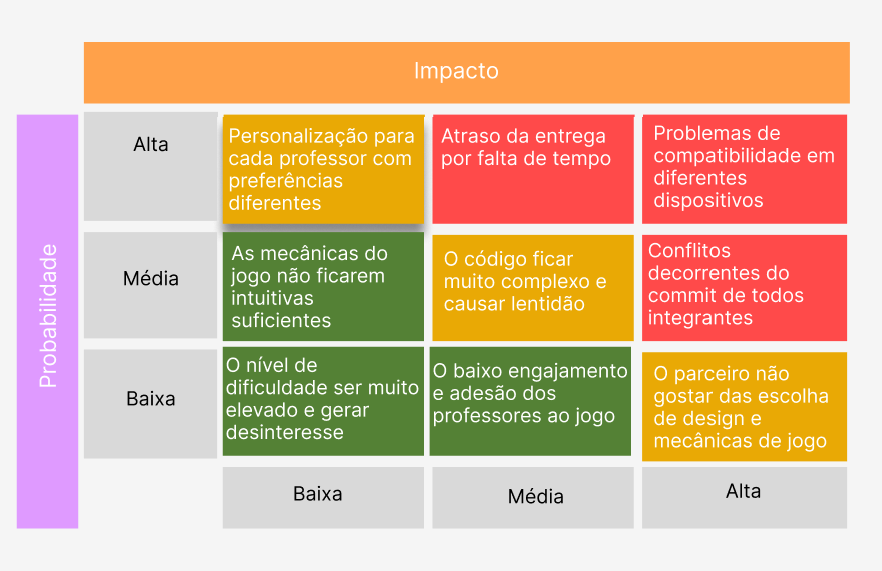 Impacto
Probabilidade
Alta
Personalização para
cada professor com
preferências
diferentes
Atraso da entrega
por falta de tempo
Problemas de
compatibilidade em
diferentes
dispositivos
Média
As mecânicas do
jogo não ficarem
intuitivas
suficientes
O código ficar
muito complexo e
causar lentidão
Conflitos
decorrentes do
commit de todos
integrantes
Baixa
O nível de
dificuldade ser muito
elevado e gerar
desinteresse
O baixo engajamento
e adesão dos
professores ao jogo
O parceiro não
gostar das escolha
de design e
mecânicas de jogo
Baixa
Média
Alta